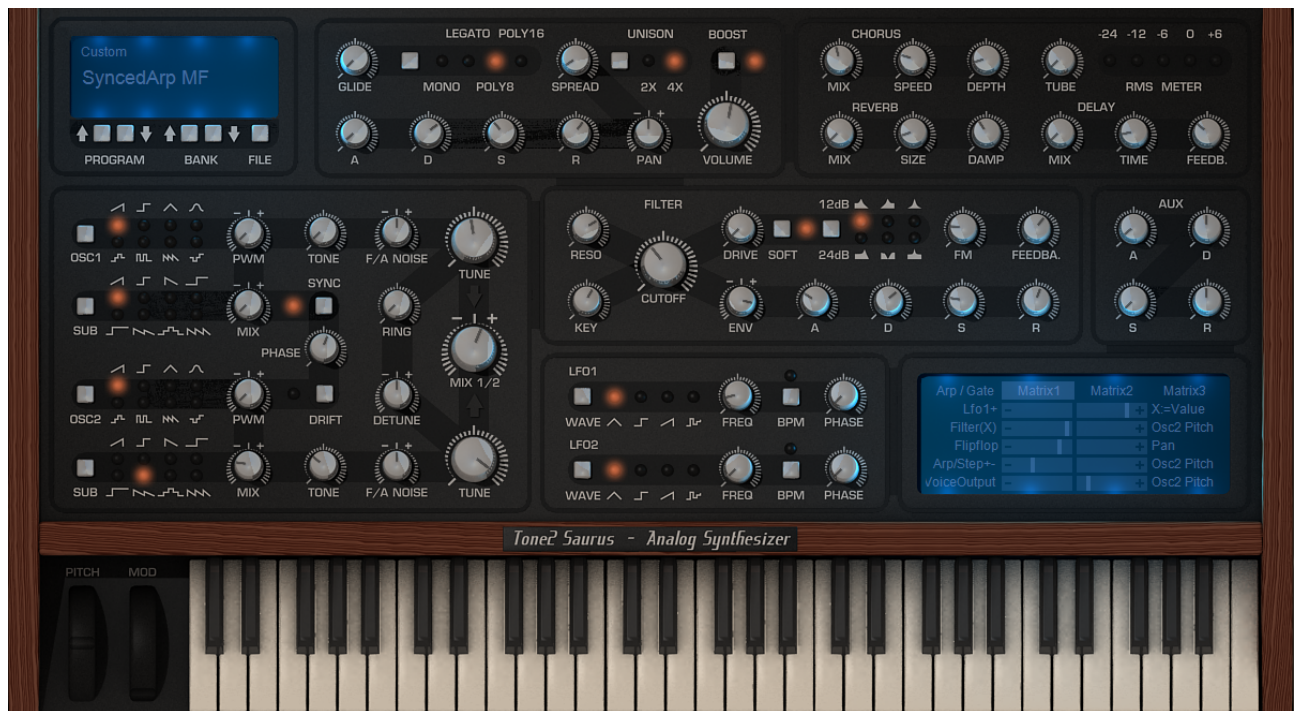 Custom
SyncedArp MF
PROGRAM BANK FILE
LEGATO POLY16 UNISON BOOST
GLIDE MONO POLY8 SPREAD 2X 4X
A D S R PAN VOLUME
CHORUS -24 -12 -6 0 +6
MIX SPEED DEPTH TUBE RMS METER
REVERB DELAY
MIX SIZE DAMP MIX TIME FEEDB.
OSC1 PWM TONE F/A NOISE TUNE
SYNC
SUB MIX RING
PHASE MIX 1/2
OSC2 PWM DRIFT DETUNE
SUB MIX TONE F/A NOISE TUNE
FILTER 12dB
RESO CUTOFF DRIVE SOFT 24dB FM FEEDBA.
KEY ENV A D S R
AUX
A D
S R
LFO1
WAVE FREQ BPM PHASE
LFO2
WAVE FREQ BPM PHASE
Arp / Gate Matrix1 Matrix2 Matrix3
Lfo1+ - + X:=Value
Filter(X) - + Osc2 Pitch
Flipflop - + Pan
Arp/Step+- - + Osc2 Pitch
VoiceOutput - + Osc2 Pitch
Tone2 Saurus - Analog Synthesizer
PITCH MOD